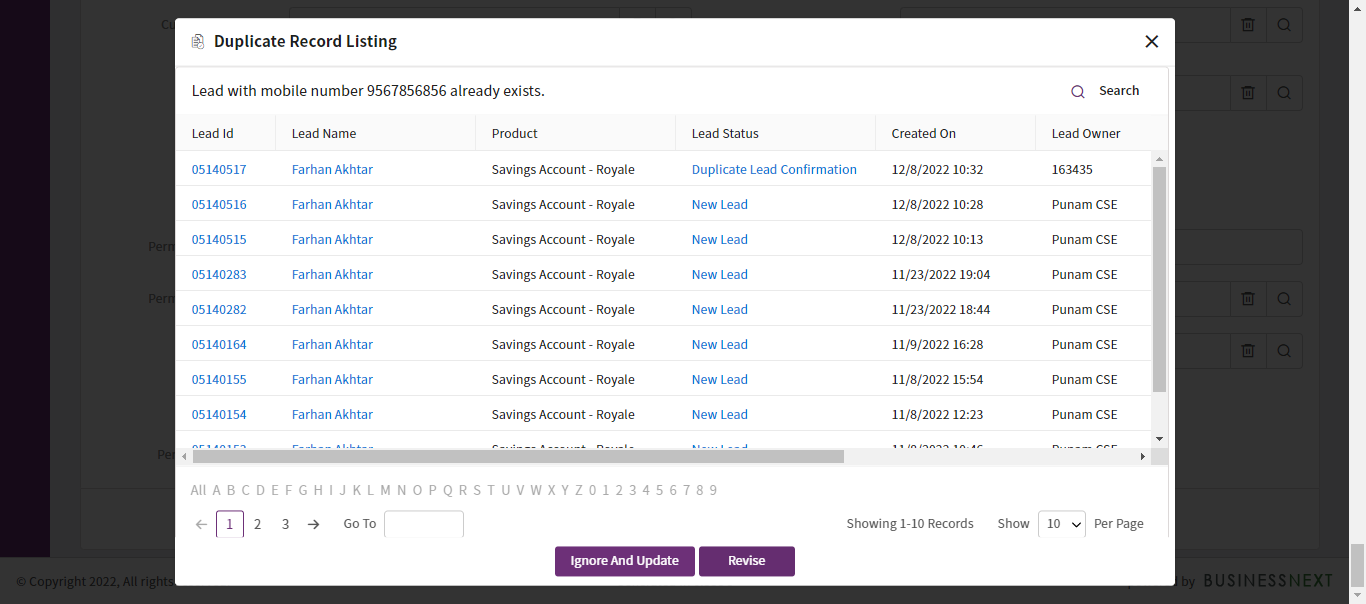 Duplicate Record Listing
Lead with mobile number 9567856856 already exists.
Search
Lead Id Lead Name Product Lead Status Created On Lead Owner
05140517 Farhan Akhtar Savings Account - Royale Duplicate Lead Confirmation 12/8/2022 10:32 163435
05140516 Farhan Akhtar Savings Account - Royale New Lead 12/8/2022 10:28 Punam CSE
05140515 Farhan Akhtar Savings Account - Royale New Lead 12/8/2022 10:13 Punam CSE
05140283 Farhan Akhtar Savings Account - Royale New Lead 11/23/2022 19:04 Punam CSE
05140282 Farhan Akhtar Savings Account - Royale New Lead 11/23/2022 18:44 Punam CSE
05140164 Farhan Akhtar Savings Account - Royale New Lead 11/9/2022 16:28 Punam CSE
05140155 Farhan Akhtar Savings Account - Royale New Lead 11/8/2022 15:54 Punam CSE
05140154 Farhan Akhtar Savings Account - Royale New Lead 11/8/2022 12:23 Punam CSE
Farhan Akhtar Savings Account - Royale New Lead Punam CSE
All A B C D E F G H I J K L M N O P Q R S T U V W X Y Z 0 1 2 3 4 5 6 7 8 9
1 2 3 Go To Showing 1-10 Records Show 10 Per Page
Ignore And Update Revise
© Copyright 2022, All rights by BUSINESSNEXT